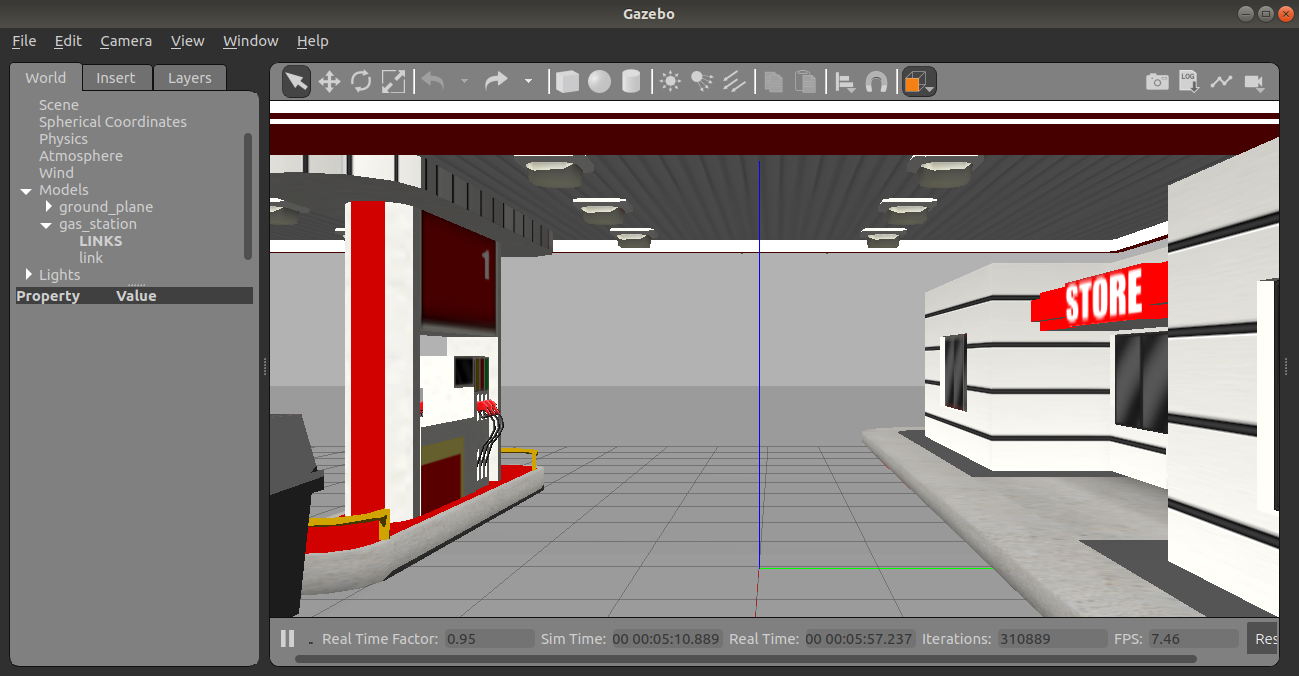 Gazebo
File Edit Camera View Window Help
World Insert Layers
LOG
Scene
Spherical Coordinates
Physics
Atmosphere
Wind
Models
ground_plane
gas_station
LINKS
link
Lights
Property Value
1
STORE
Real Time Factor: 0.95 Sim Time: 00 00:05:10.889 Real Time: 00 00:05:57.237 Iterations: 310889 FPS: 7.46 Res